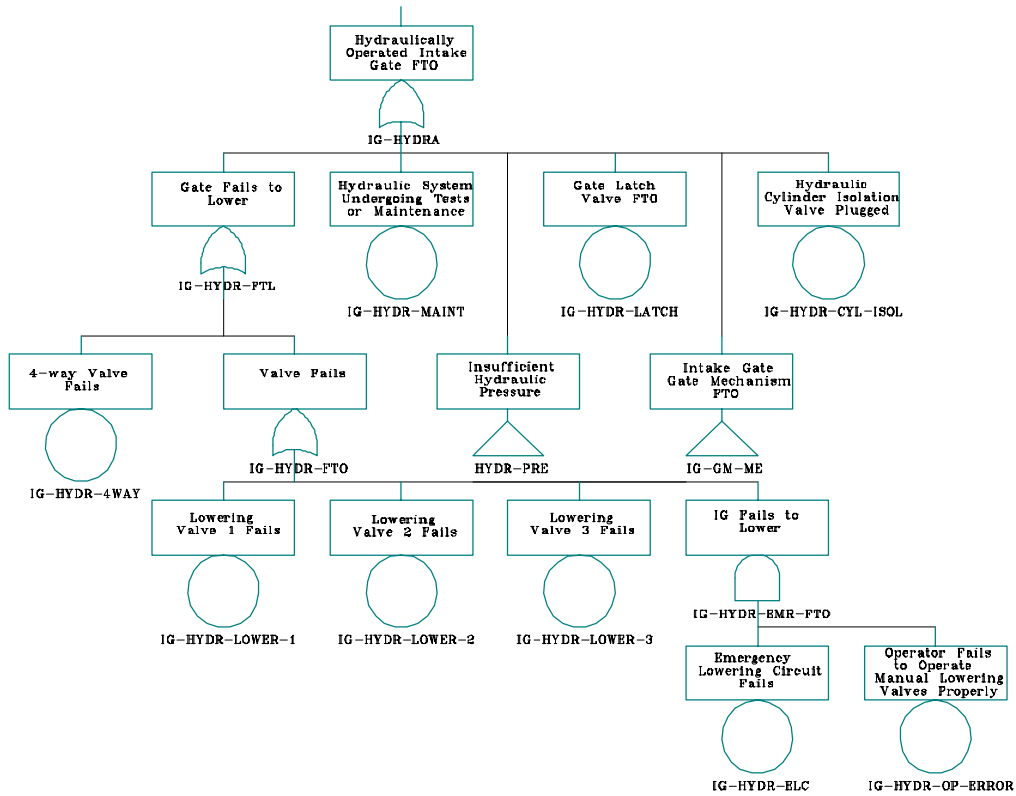 Hydraulically
Operated Intake
Gate FTO
IG-HYDRA
Gate Fails to
Lower
IG-HYDR-FTL
Hydraulic System
Undergoing Tests
or Maintenance
IG-HYDR-MAINT
Gate Latch
Valve FTO
IG-HYDR-LATCH
Hydraulic
Cylinder Isolation
Valve Plugged
IG-HYDR-CYL-ISOL
4-way Valve
Fails
IG-HYDR-4WAY
Valve Fails
IG-HYDR-FTO
Insufficient
Hydraulic
Pressure
HYDR-PRE
Intake Gate
Gate Mechanism
FTO
IG-GM-ME
Lowering
Valve 1 Fails
IG-HYDR-LOWER-1
Lowering
Valve 2 Fails
IG-HYDR-LOWER-2
Lowering
Valve 3 Fails
IG-HYDR-LOWER-3
IG Fails to
Lower
IG-HYDR-EMR-FTO
Emergency
Lowering Circuit
Fails
IG-HYDR-ELC
Operator Fails
to Operate
Manual Lowering
Valves Properly
IG-HYDR-OP-ERROR